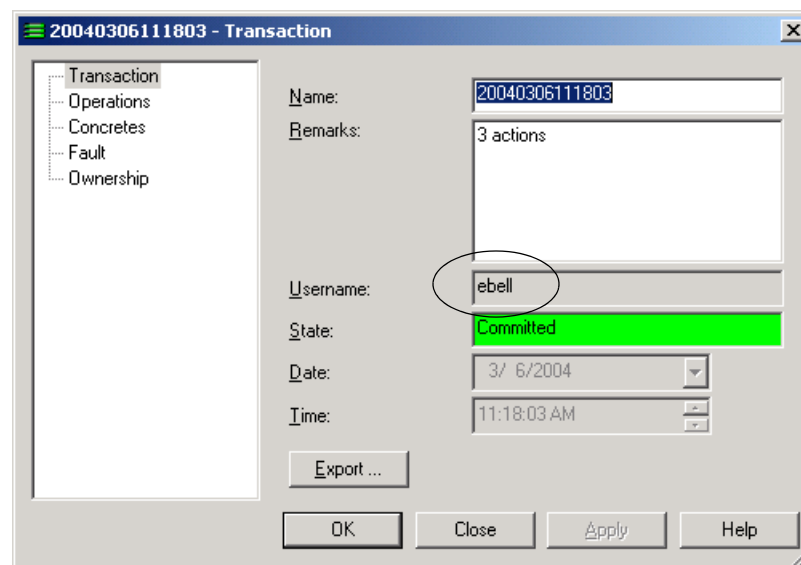 20040306111803 - Transaction
Transaction
Operations
Concretes
Fault
Ownership
Name: 20040306111803
Remarks: 3 actions
Username: ebell
State: Committed
Date: 3/ 6/2004
Time: 11:18:03 AM
Export ...
OK Close Apply Help